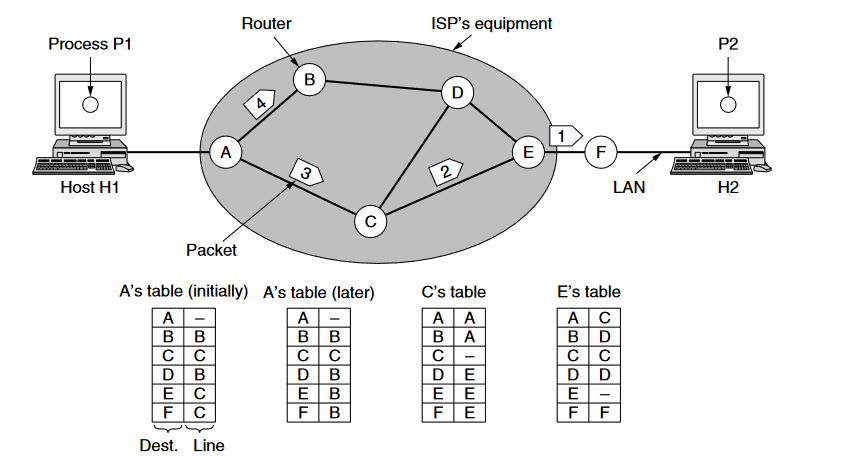 Router
ISP's equipment
Process P1
P2
B
D
4
1
A
E
F
3
2
Host H1
LAN
H2
C
Packet
A's table (initially)
A –
B B
C C
D B
E C
F C
Dest. Line
A's table (later)
A –
B B
C C
D B
E B
F B
C's table
A A
B A
C –
D E
E E
F E
E's table
A C
B D
C C
D D
E –
F F